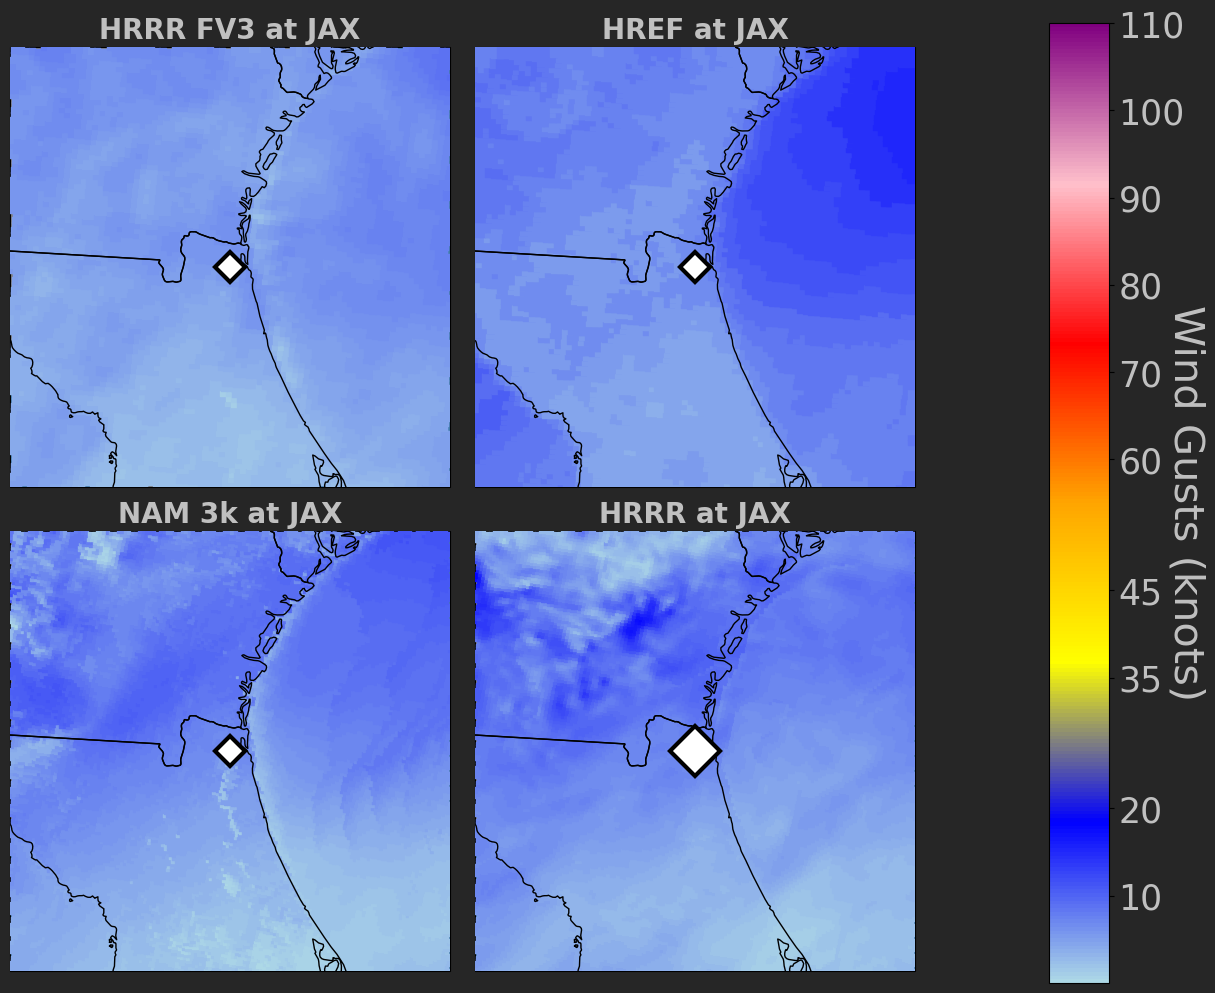 HRRR FV3 at JAX
HREF at JAX
NAM 3k at JAX
HRRR at JAX
110
100
90
80
70
60
45
35
20
10
Wind Gusts (knots)